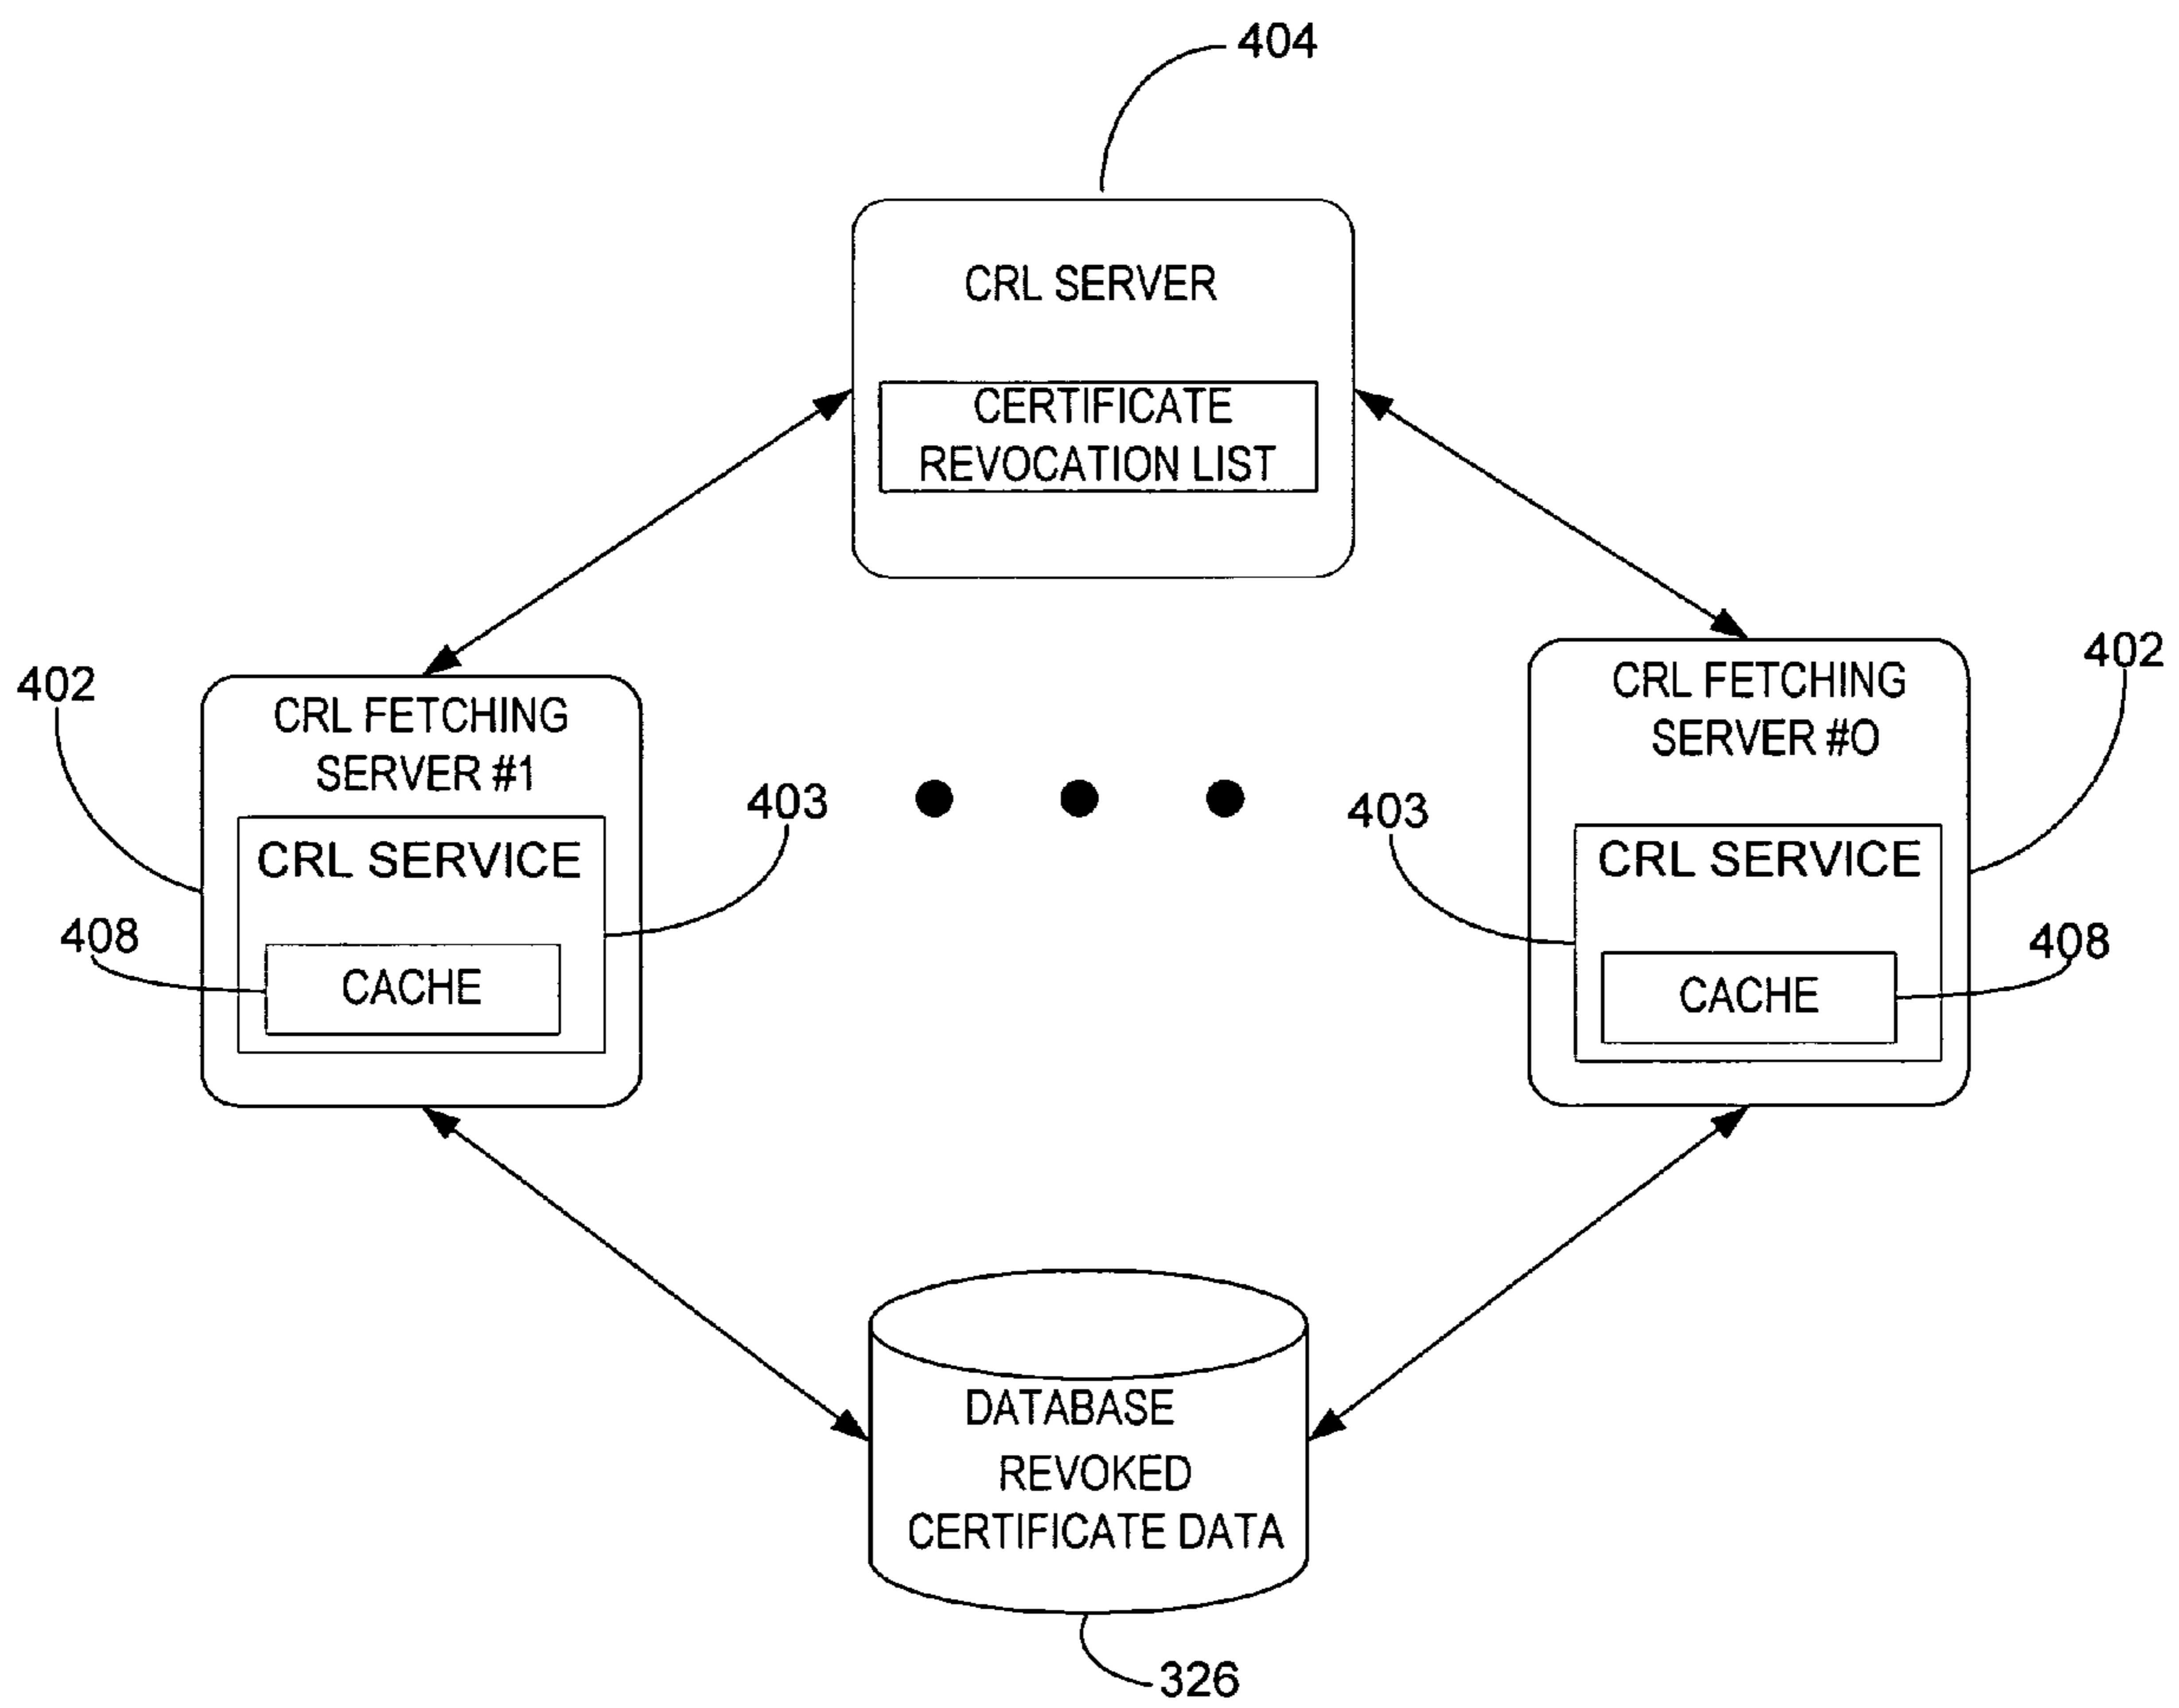 404
CRL SERVER
CERTIFICATE
REVOCATION LIST
402
CRL FETCHING
SERVER #1
403
CRL SERVICE
408
CACHE
402
CRL FETCHING
SERVER #O
403
CRL SERVICE
408
CACHE
DATABASE
REVOKED
CERTIFICATE DATA
326